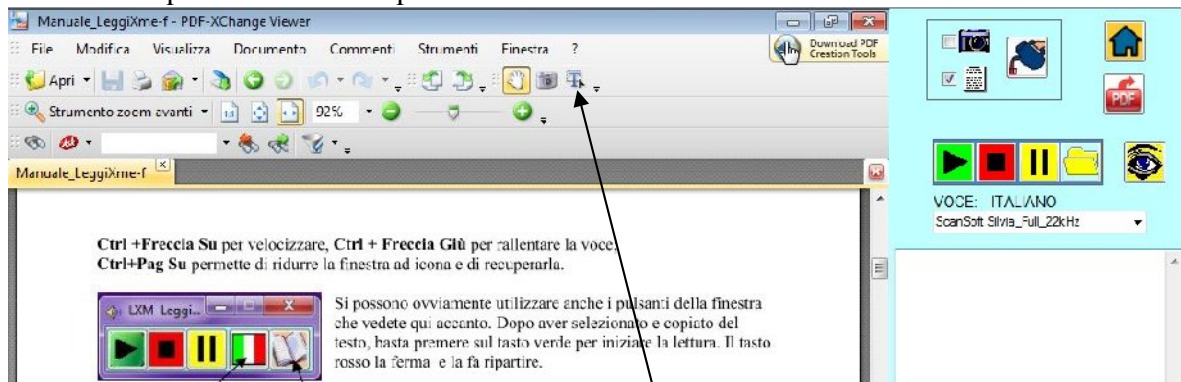 Manuale_LeggiXme-f - PDF-XChange Viewer
File Modifica Visualizza Documento Commenti Strumenti Finestra ?
Download PDF
Creation Tools
Apri
Strumento zoom avanti
92%
Manuale_LeggiXme-f
PDF
VOCE: ITALIANO
ScanSoft Silvia_Full_22kHz
Ctrl +Freccia Su per velocizzare, Ctrl + Freccia Giù per rallentare la voce,
Ctrl+Pag Su permette di ridurre la finestra ad icona e di recuperarla.
LXM Leggi...
Si possono ovviamente utilizzare anche i pulsanti della finestra
che vedete qui accanto. Dopo aver selezionato e copiato del
testo, basta premere sul tasto verde per iniziare la lettura. Il tasto
rosso la ferma e la fa ripartire.